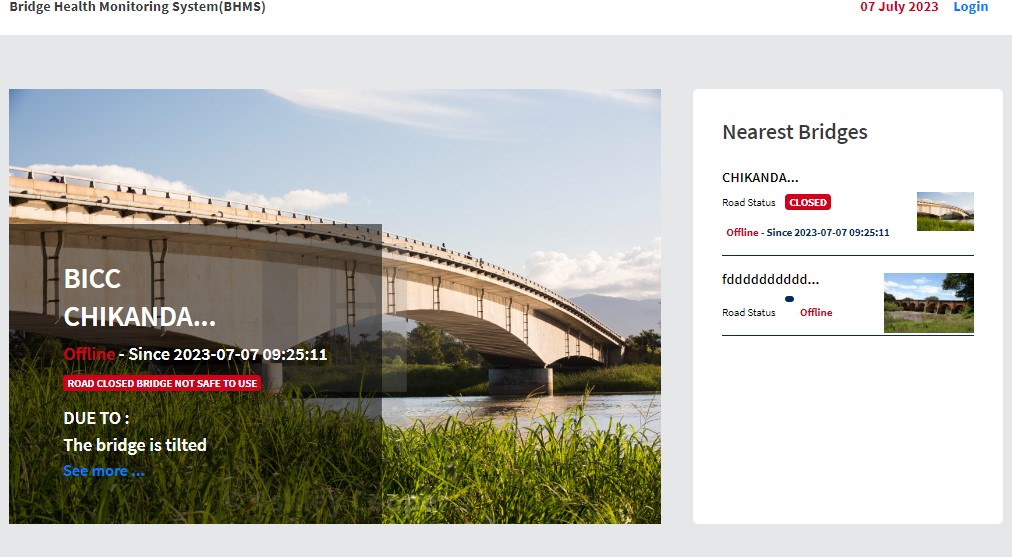 Bridge Health Monitoring System(BHMS)
07 July 2023 Login
BICC
CHIKANDA...
Offline - Since 2023-07-07 09:25:11
ROAD CLOSED BRIDGE NOT SAFE TO USE
DUE TO :
The bridge is tilted
See more ...
Nearest Bridges
CHIKANDA...
Road Status CLOSED
Offline - Since 2023-07-07 09:25:11
fddddddddddd...
Road Status Offline